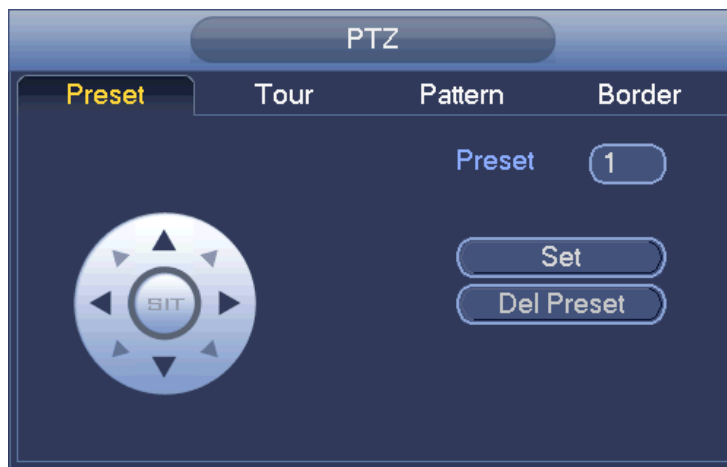 PTZ
Preset Tour Pattern Border
Preset 1
SIT
Set
Del Preset